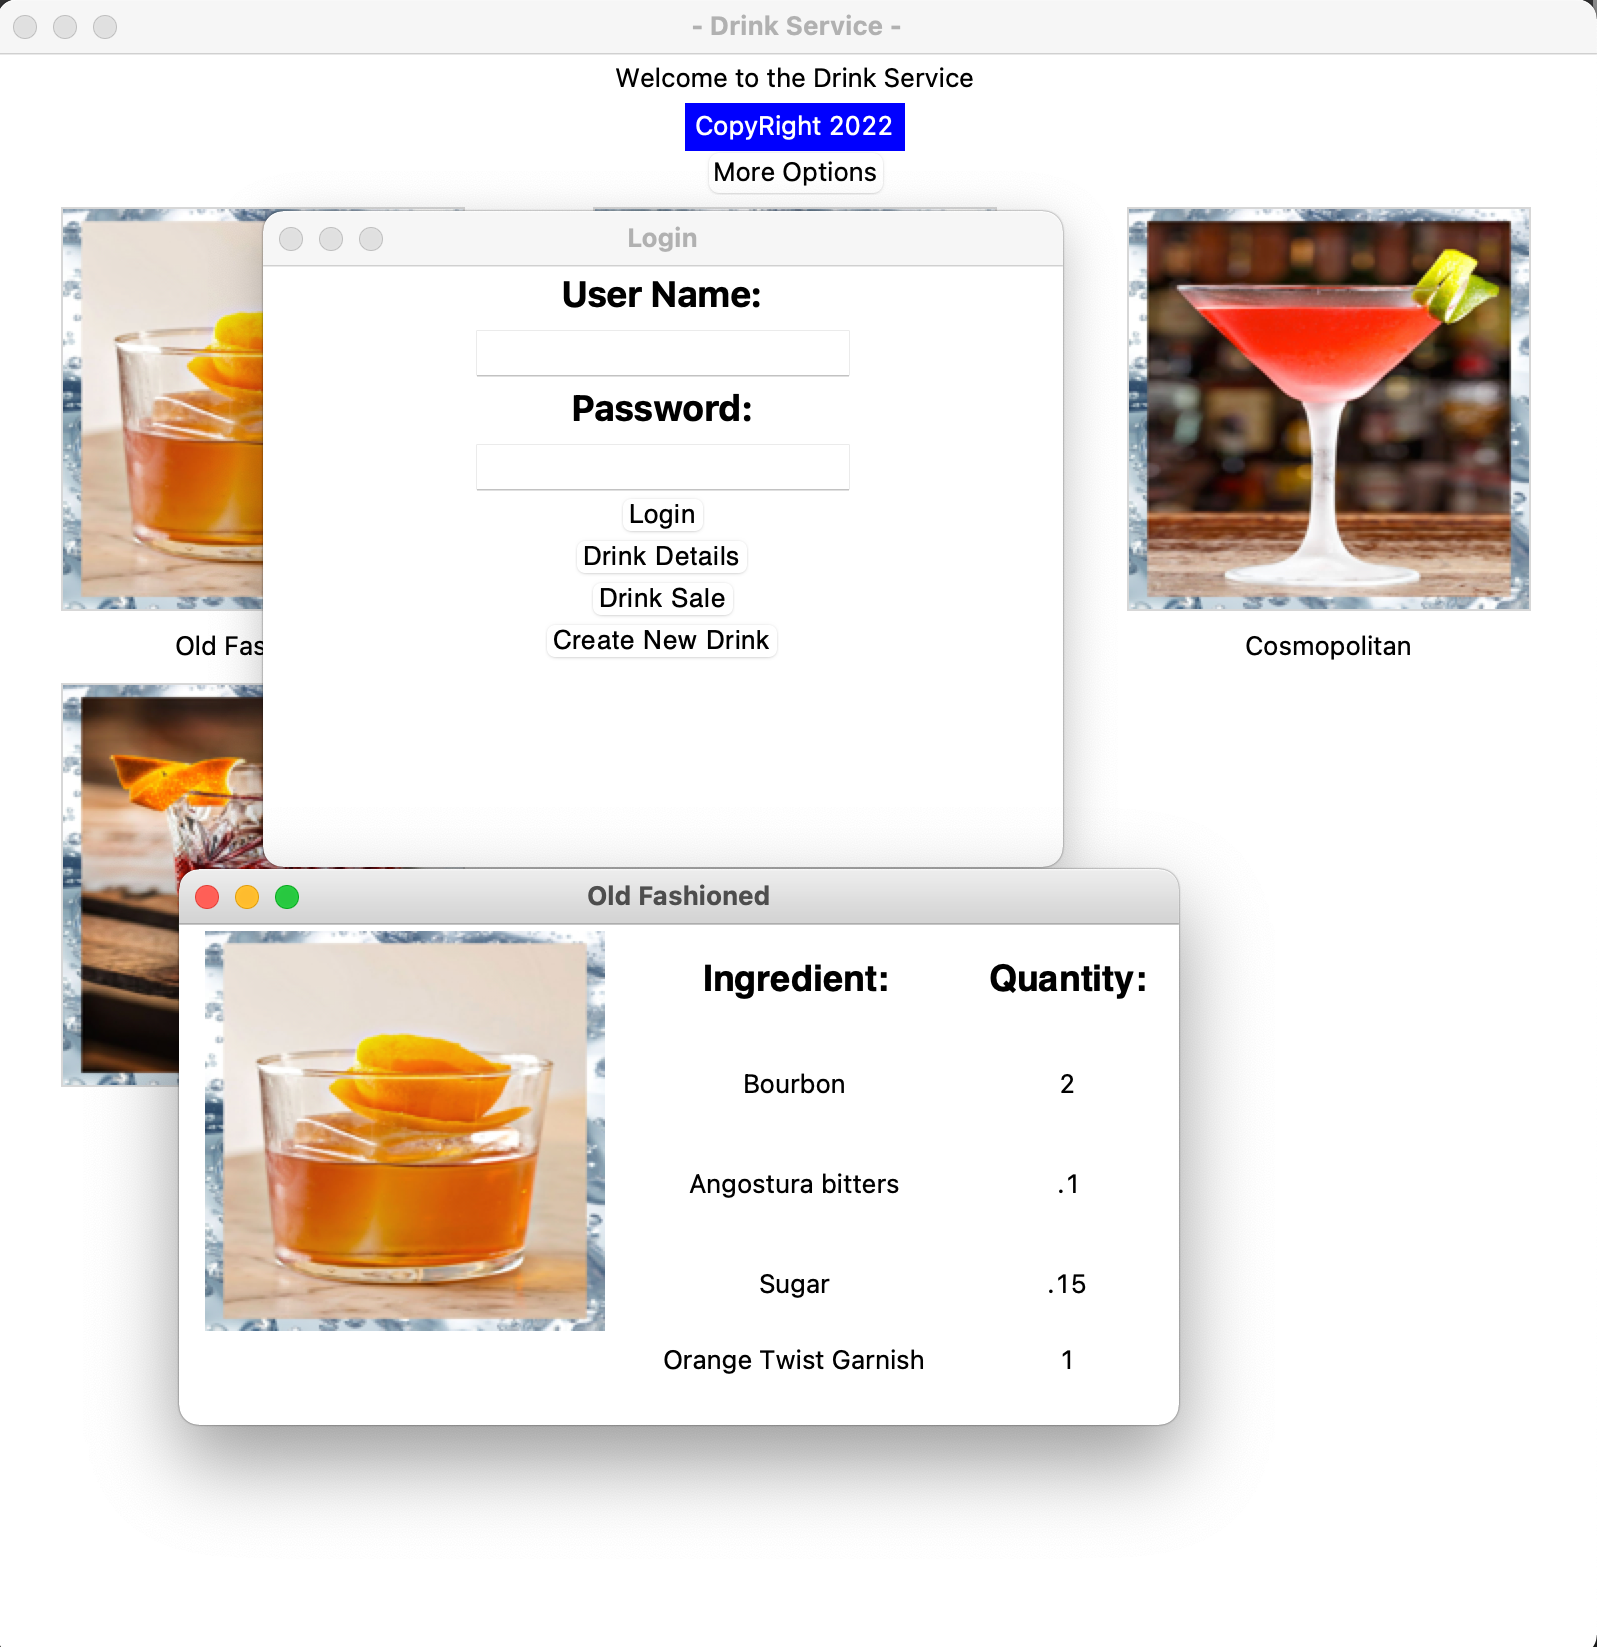 - Drink Service -
Welcome to the Drink Service
CopyRight 2022
More Options
Login
User Name:
Password:
Login
Drink Details
Drink Sale
Create New Drink
Old Fas
Cosmopolitan
Old Fashioned
Ingredient: Quantity:
Bourbon 2
Angostura bitters .1
Sugar .15
Orange Twist Garnish 1